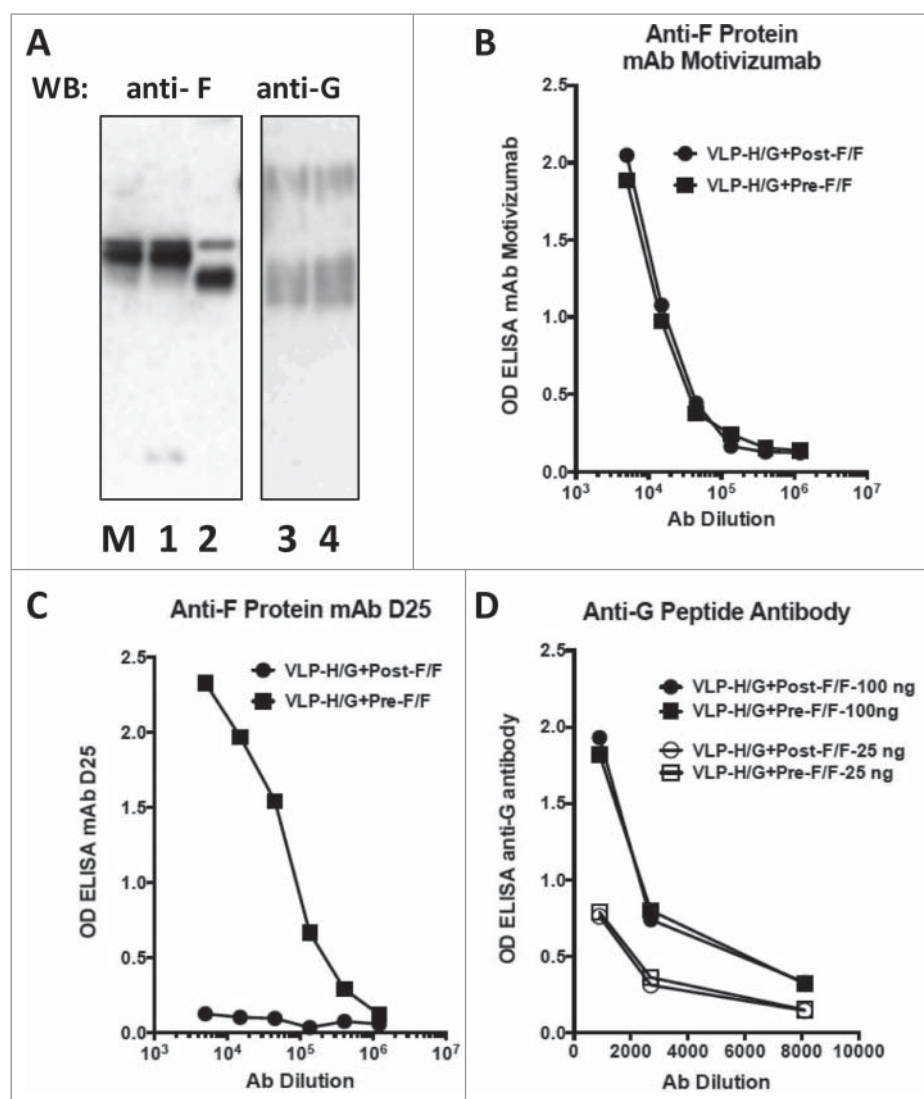 A
WB: anti- F anti-G
M 1 2 3 4
B
Anti-F Protein
mAb Motivizumab
OD ELISA mAb Motivizumab
VLP-H/G+Post-F/F
VLP-H/G+Pre-F/F
2.0
1.5
1.0
0.5
0.0
10³ 10⁴ 10⁵ 10⁶ 10⁷
Ab Dilution
C
Anti-F Protein mAb D25
OD ELISA mAb D25
VLP-H/G+Post-F/F
VLP-H/G+Pre-F/F
2.5
2.0
1.5
1.0
0.5
0.0
10³ 10⁴ 10⁵ 10⁶ 10⁷
Ab Dilution
D
Anti-G Peptide Antibody
OD ELISA anti-G antibody
VLP-H/G+Post-F/F-100 ng
VLP-H/G+Pre-F/F-100ng
VLP-H/G+Post-F/F-25 ng
VLP-H/G+Pre-F/F-25 ng
2.5
2.0
1.5
1.0
0.5
0.0
0 2000 4000 6000 8000 10000
Ab Dilution